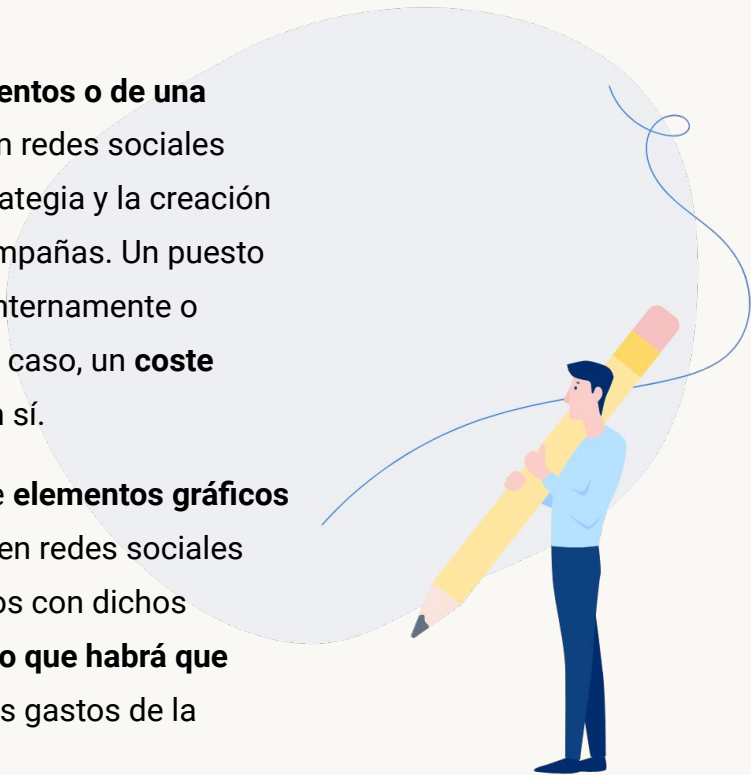 entos o de una
n redes sociales
ategia y la creación
mpañas. Un puesto
nternamente o
caso, un coste
n sí.
e elementos gráficos
en redes sociales
os con dichos
o que habrá que
s gastos de la